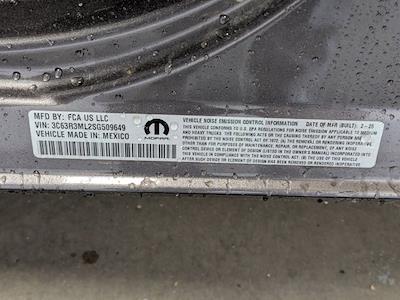 MFD BY: FCA US LLC
VIN: 3C63R3ML2SG509649
VEHICLE MADE IN: MEXICO
MOPAR
VEHICLE NOISE EMISSION CONTROL INFORMATION DATE OF MFR (BUILT): 2-25
THIS VEHICLE CONFORMS TO U.S. EPA REGS. FOR NOISE EMISSION APPLICABLE TO MEDIUM
AND HEAVY TRUCKS. THE FOLLOWING ACTS OR THE CAUSING THEREOF BY ANY PERSON ARE
PROHIBITED BY THE NOISE CONTROL ACT OF 1972: (A) THE REMOVAL OR RENDERING
INOPERATIVE, OTHER THAN FOR PURPOSES OF MAINTENANCE, REPAIR, OR REPLACEMENT, OF ANY
NOISE CONTROL DEVICE OR ELEMENT OF DESIGN (LISTED IN THE OWNER'S MANUAL) INCORPORATED INTO
THIS VEHICLE IN COMPLIANCE WITH THE NOISE CONTROL ACT; (B) THE USE OF THIS VEHICLE
AFTER SUCH DEVICE OR ELEMENT OF DESIGN HAS BEEN REMOVED OR RENDERED INOPERATIVE.